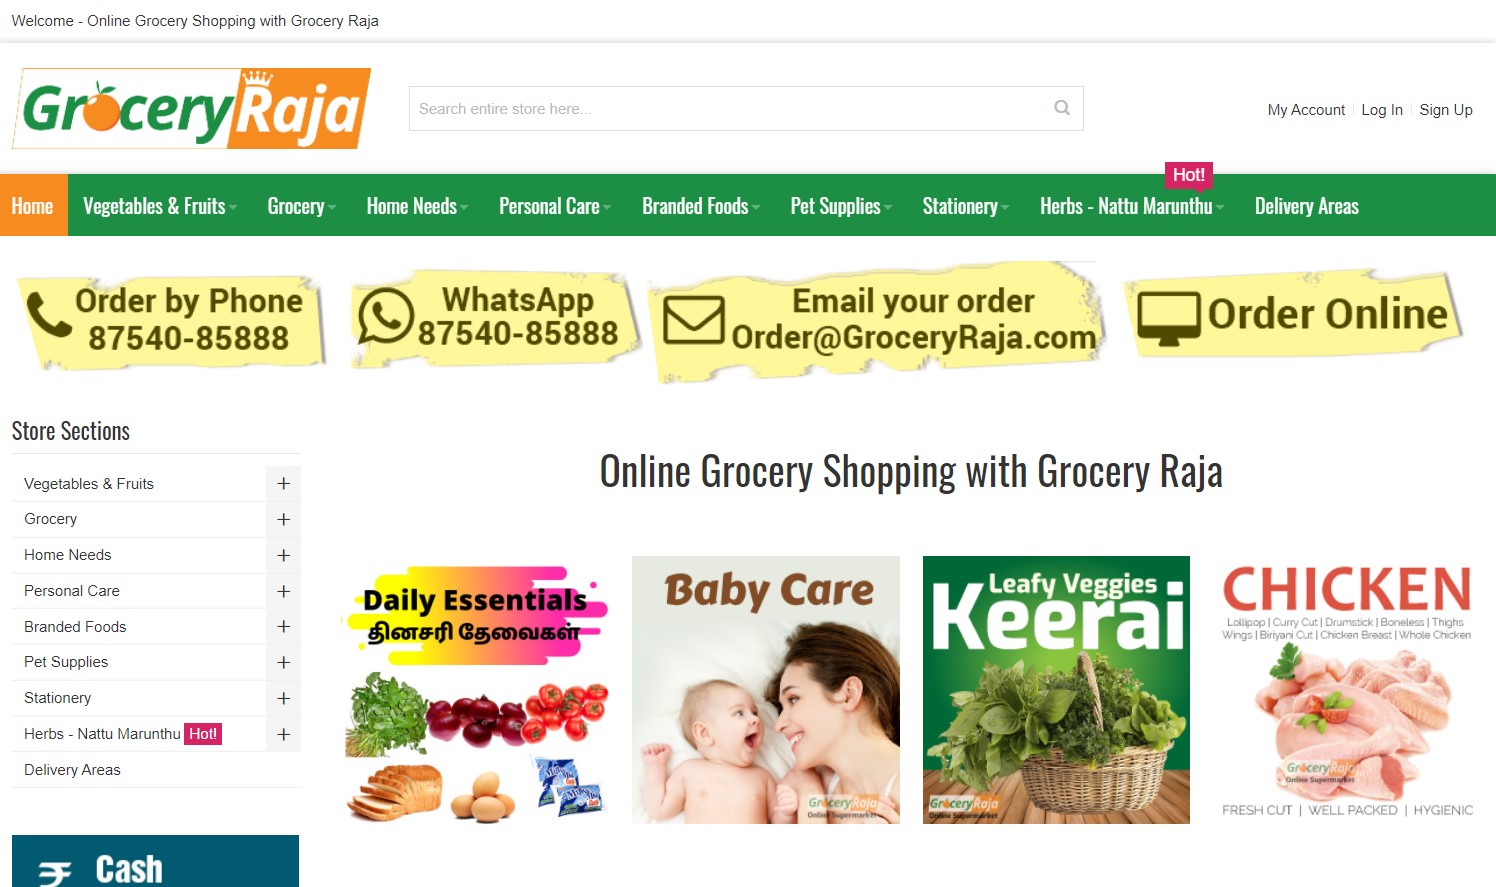 Welcome - Online Grocery Shopping with Grocery Raja
GroceryRaja
Search entire store here...
My Account
Log In
Sign Up
Hot!
Home
Vegetables & Fruits
Grocery
Home Needs
Personal Care
Branded Foods
Pet Supplies
Stationery
Herbs - Nattu Marunthu
Delivery Areas
Order by Phone
87540-85888
WhatsApp
87540-85888
Email your order
Order@GroceryRaja.com
Order Online
Store Sections
Vegetables & Fruits
Grocery
Home Needs
Personal Care
Branded Foods
Pet Supplies
Stationery
Herbs - Nattu Marunthu Hot!
Delivery Areas
₹ Cash
Online Grocery Shopping with Grocery Raja
Daily Essentials
தினசரி தேவைகள்
Baby Care
GroceryRaja
Online Supermarket
Leafy Veggies
Keerai
GroceryRaja
Online Supermarket
CHICKEN
Lollipop | Curry Cut | Drumstick | Boneless | Thighs
Wings | Biriyani Cut | Chicken Breast | Whole Chicken
GroceryRaja
Online Supermarket
FRESH CUT | WELL PACKED | HYGIENIC